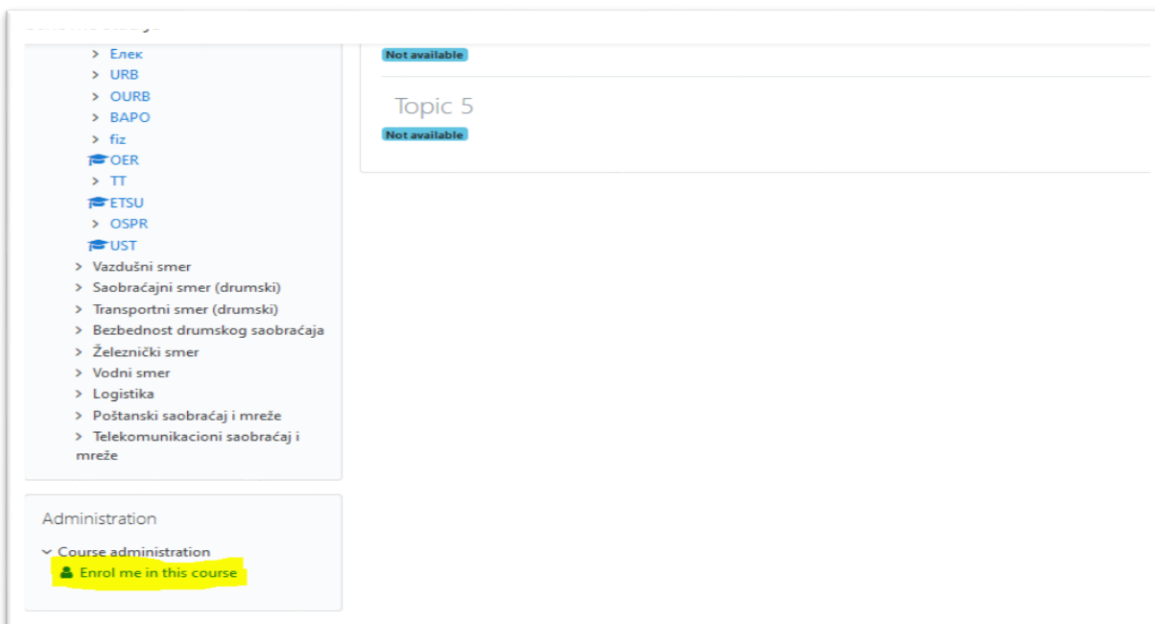 Елек
URB
OURB
BAPO
fiz
OER
TT
ETSU
OSPR
UST
Vazdušni smer
Saobraćajni smer (drumski)
Transportni smer (drumski)
Bezbednost drumskog saobraćaja
Železnički smer
Vodni smer
Logistika
Poštanski saobraćaj i mreže
Telekomunikacioni saobraćaj i
mreže
Administration
Course administration
Enrol me in this course
Not available
Topic 5
Not available